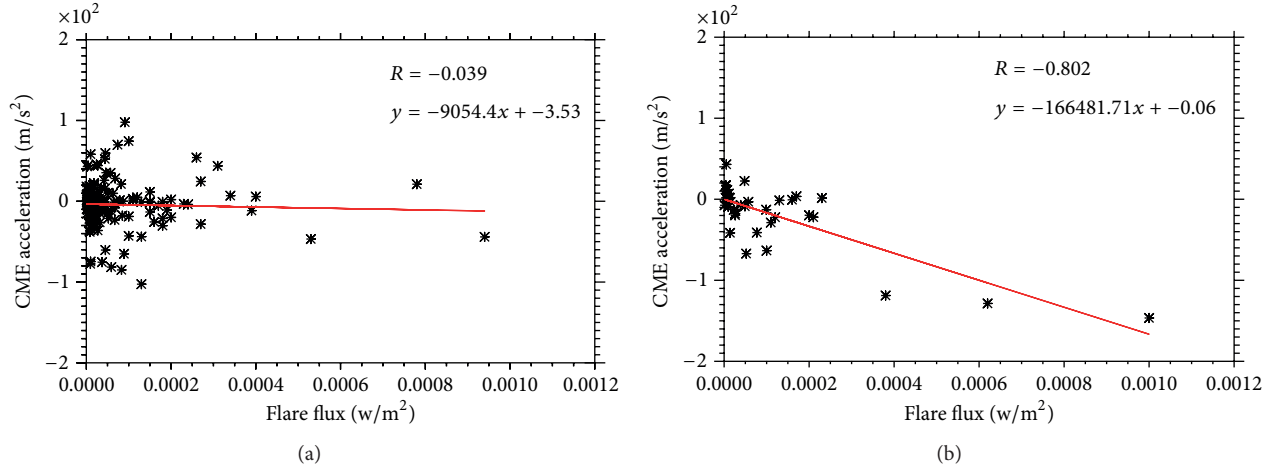 ×10²
2
1
0
−1
−2
CME acceleration (m/s²)
R = −0.039
y = −9054.4x + −3.53
0.0000 0.0002 0.0004 0.0006 0.0008 0.0010 0.0012
Flare flux (w/m²)
(a)
×10²
2
1
0
−1
−2
CME acceleration (m/s²)
R = −0.802
y = −166481.71x + −0.06
0.0000 0.0002 0.0004 0.0006 0.0008 0.0010 0.0012
Flare flux (w/m²)
(b)